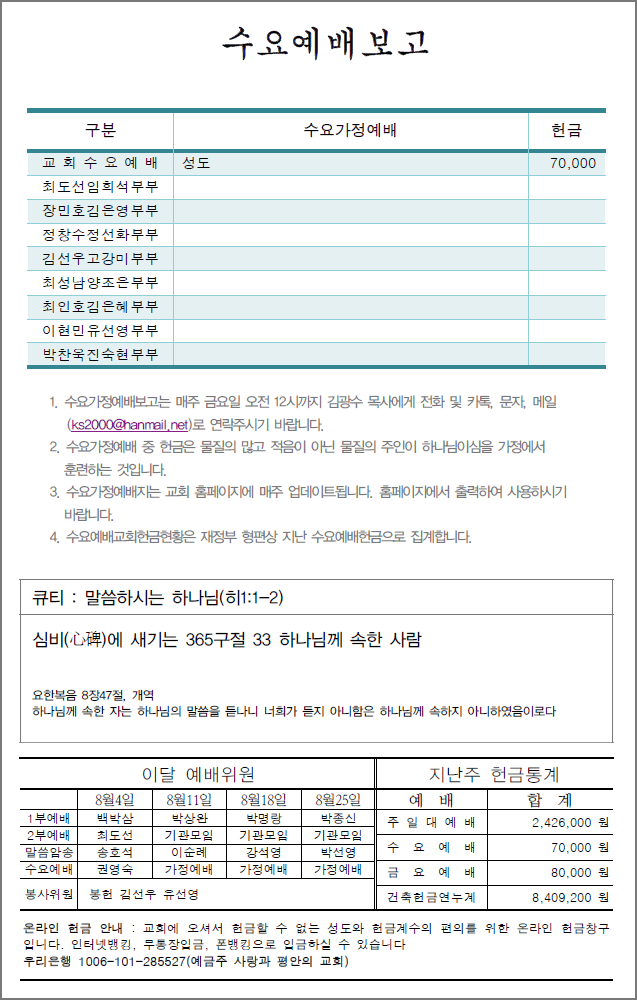 수요예배보고
구분 수요가정예배 헌금
교 회 수 요 예 배 성도 70,000
최도선임희석부부
장민호김은영부부
정창수정선화부부
김선우고강미부부
최성남양조은부부
최인호김은혜부부
이현민유선영부부
박찬욱진숙현부부
1. 수요가정예배보고는 매주 금요일 오전 12시까지 김광수 목사에게 전화 및 카톡, 문자, 메일
(ks2000@hanmail.net)로 연락주시기 바랍니다.
2. 수요가정예배 중 헌금은 물질의 많고 적음이 아닌 물질의 주인이 하나님이심을 가정에서
훈련하는 것입니다.
3. 수요가정예배지는 교회 홈페이지에 매주 업데이트됩니다. 홈페이지에서 출력하여 사용하시기
바랍니다.
4. 수요예배교회헌금현황은 재정부 형편상 지난 수요예배헌금으로 집계합니다.
큐티 : 말씀하시는 하나님(히1:1-2)
심비(心碑)에 새기는 365구절 33 하나님께 속한 사람
요한복음 8장47절, 개역
하나님께 속한 자는 하나님의 말씀을 듣나니 너희가 듣지 아니함은 하나님께 속하지 아니하였음이로다
이달 예배위원 지난주 헌금통계
8월4일 8월11일 8월18일 8월25일 예 배 합 계
1부예배 백박삼 박상완 박명랑 박종신 주 일 대 예 배 2,426,000 원
2부예배 최도선 기관모임 기관모임 기관모임
말씀암송 송호석 이순례 강석영 박선영 수 요 예 배 70,000 원
수요예배 권영숙 가정예배 가정예배 가정예배 금 요 예 배 80,000 원
봉사위원 봉헌 김선우 유선영 건축헌금연누계 8,409,200 원
온라인 헌금 안내 : 교회에 오셔서 헌금할 수 없는 성도와 헌금계수의 편의를 위한 온라인 헌금창구
입니다. 인터넷뱅킹, 무통장입금, 폰뱅킹으로 입금하실 수 있습니다
우리은행 1006-101-285527(예금주 사랑과 평안의 교회)